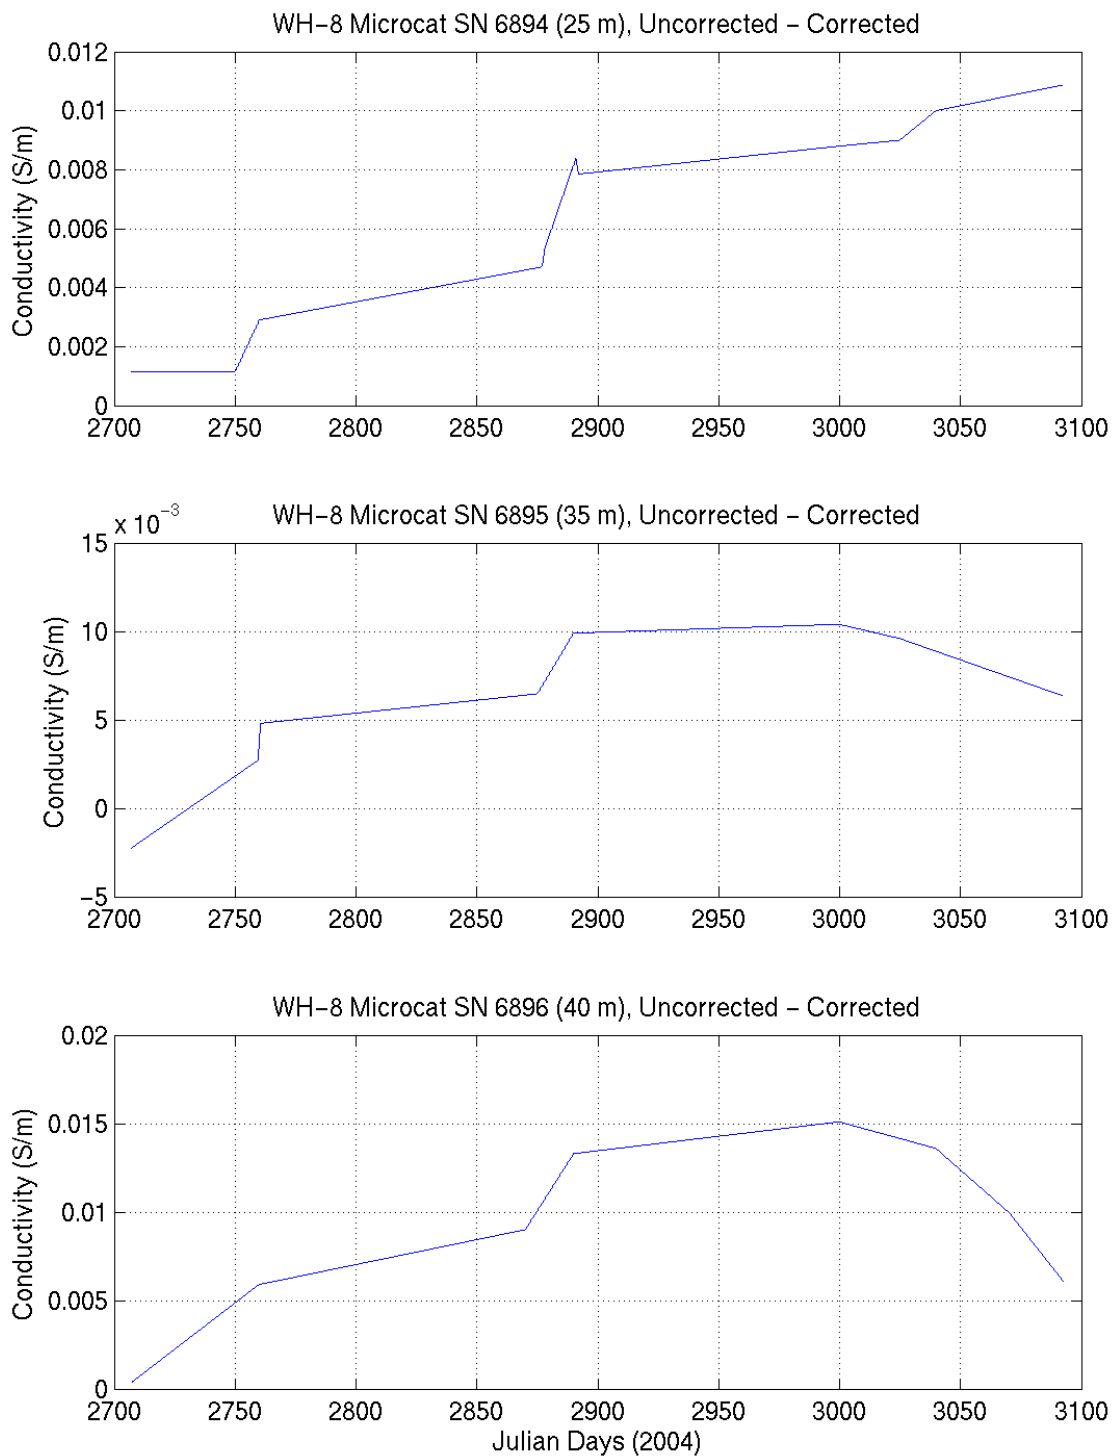 WH−8 Microcat SN 6894 (25 m), Uncorrected − Corrected
Conductivity (S/m)
0.012
0.01
0.008
0.006
0.004
0.002
0
2700 2750 2800 2850 2900 2950 3000 3050 3100
WH−8 Microcat SN 6895 (35 m), Uncorrected − Corrected
x 10−3
Conductivity (S/m)
15
10
5
0
−5
2700 2750 2800 2850 2900 2950 3000 3050 3100
WH−8 Microcat SN 6896 (40 m), Uncorrected − Corrected
Conductivity (S/m)
0.02
0.015
0.01
0.005
0
2700 2750 2800 2850 2900 2950 3000 3050 3100
Julian Days (2004)